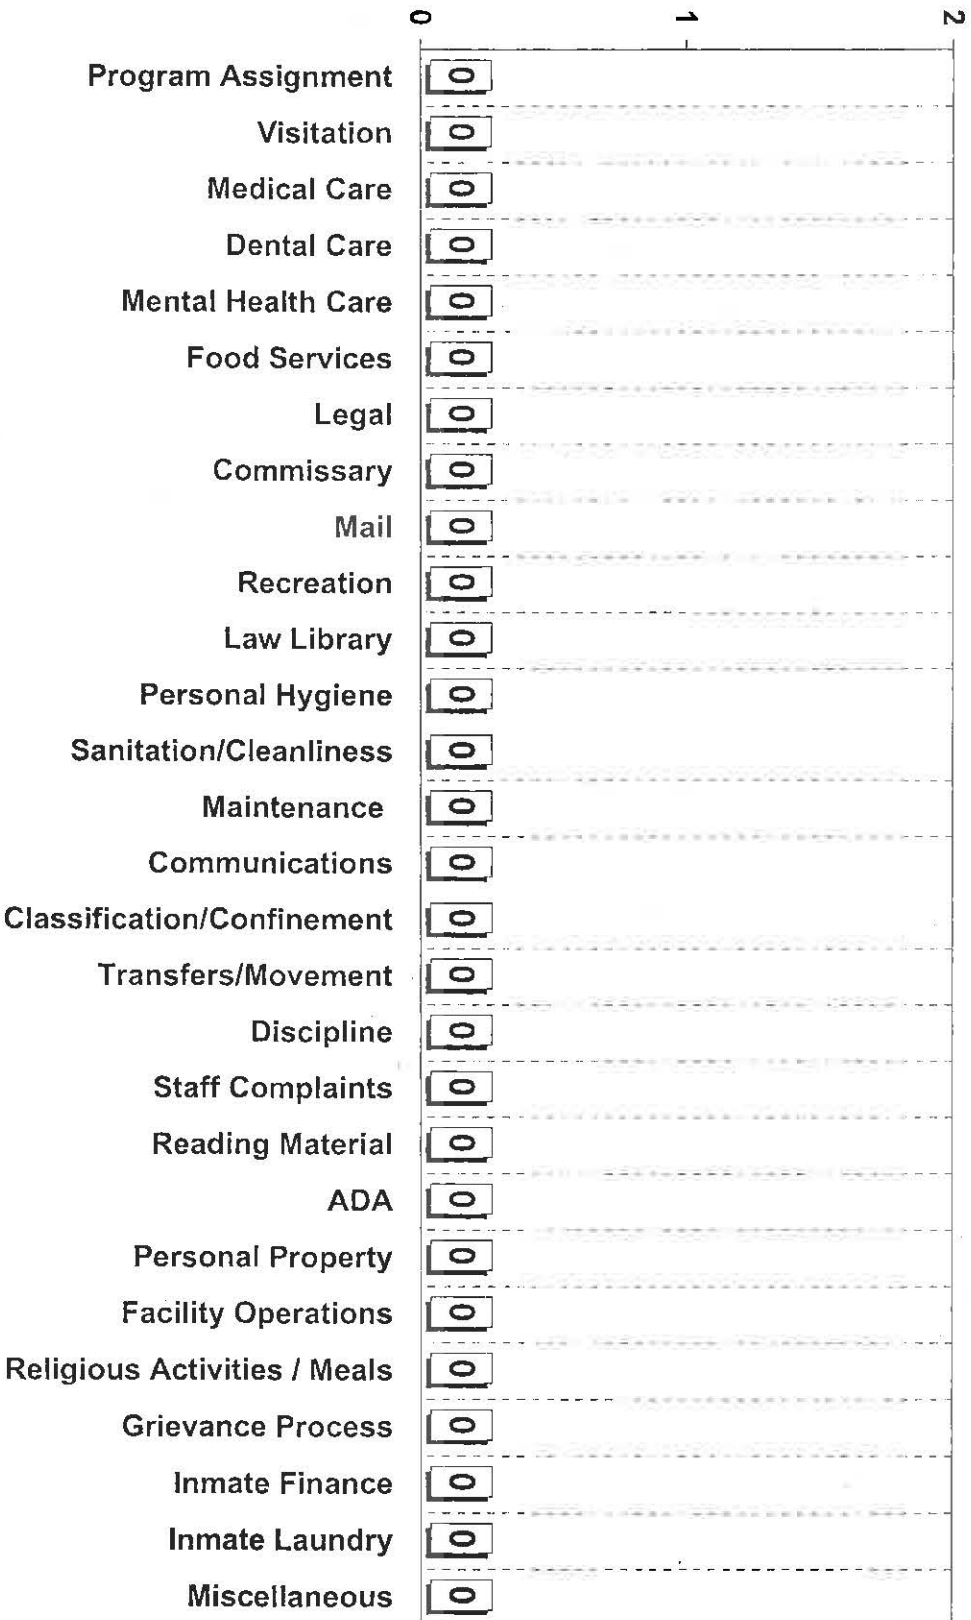 0 1 2
Program Assignment 0
Visitation 0
Medical Care 0
Dental Care 0
Mental Health Care 0
Food Services 0
Legal 0
Commissary 0
Mail 0
Recreation 0
Law Library 0
Personal Hygiene 0
Sanitation/Cleanliness 0
Maintenance 0
Communications 0
Classification/Confinement 0
Transfers/Movement 0
Discipline 0
Staff Complaints 0
Reading Material 0
ADA 0
Personal Property 0
Facility Operations 0
Religious Activities / Meals 0
Grievance Process 0
Inmate Finance 0
Inmate Laundry 0
Miscellaneous 0